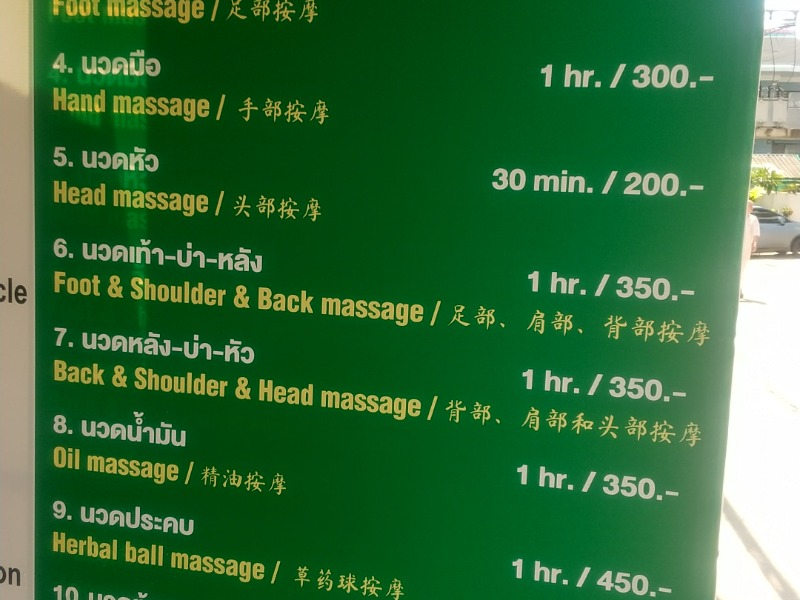 Foot massage / 足部按摩
4. นวดมือ
1 hr. / 300.-
Hand massage / 手部按摩
5. นวดหัว
30 min. / 200.-
Head massage / 头部按摩
6. นวดเท้า-บ่า-หลัง
1 hr. / 350.-
Foot & Shoulder & Back massage / 足部、肩部、背部按摩
7. นวดหลัง-บ่า-หัว
1 hr. / 350.-
Back & Shoulder & Head massage / 背部、肩部和头部按摩
8. นวดน้ำมัน
1 hr. / 350.-
Oil massage / 精油按摩
9. นวดประคบ
1 hr. / 450.-
Herbal ball massage / 草药球按摩
10.